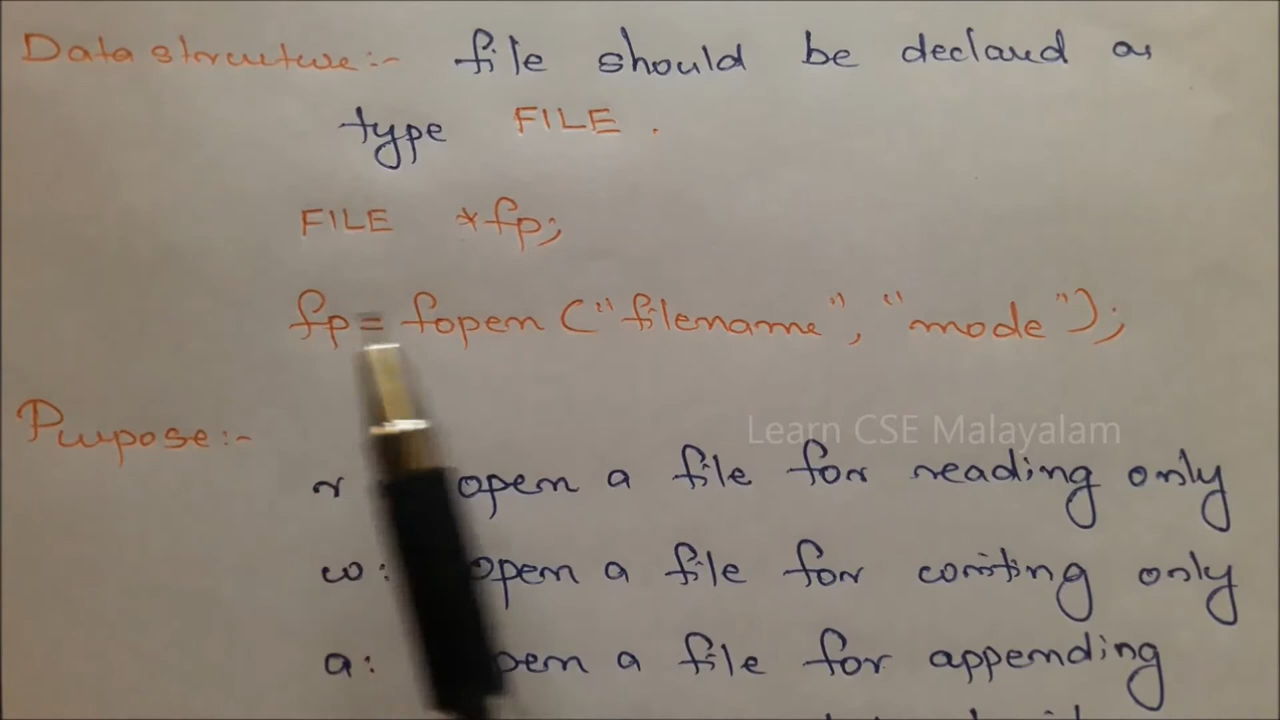 Data structure:- file should be declared as
type FILE .
FILE *fp;
fp= fopen ("filename", "mode");
Purpose:-
Learn CSE Malayalam
r open a file for reading only
w: open a file for writing only
a: open a file for appending